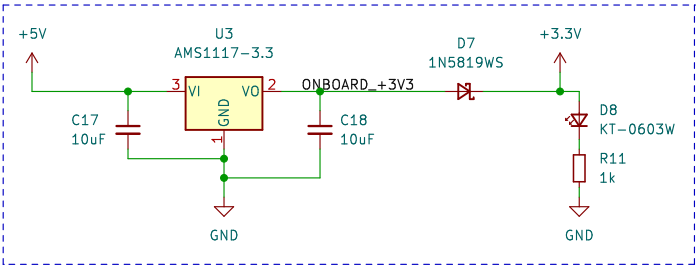 +5V
U3
AMS1117-3.3
D7
1N5819WS
+3.3V
3
VI
VO
2
ONBOARD_+3V3
GND
1
C17
10uF
C18
10uF
D8
KT-0603W
R11
1k
GND
GND